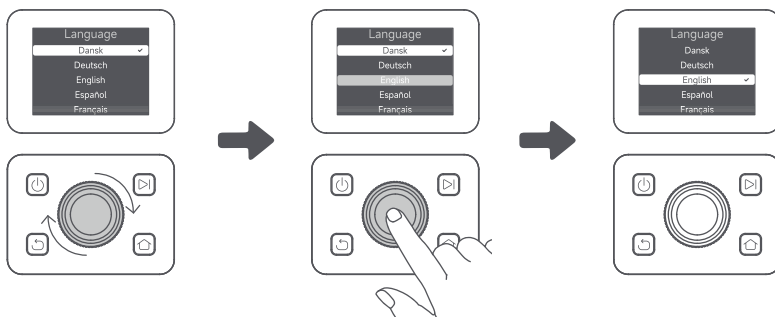 Language
Dansk
Deutsch
English
Español
Français
Language
Dansk
Deutsch
English
Español
Français
Language
Dansk
Deutsch
English
Español
Français